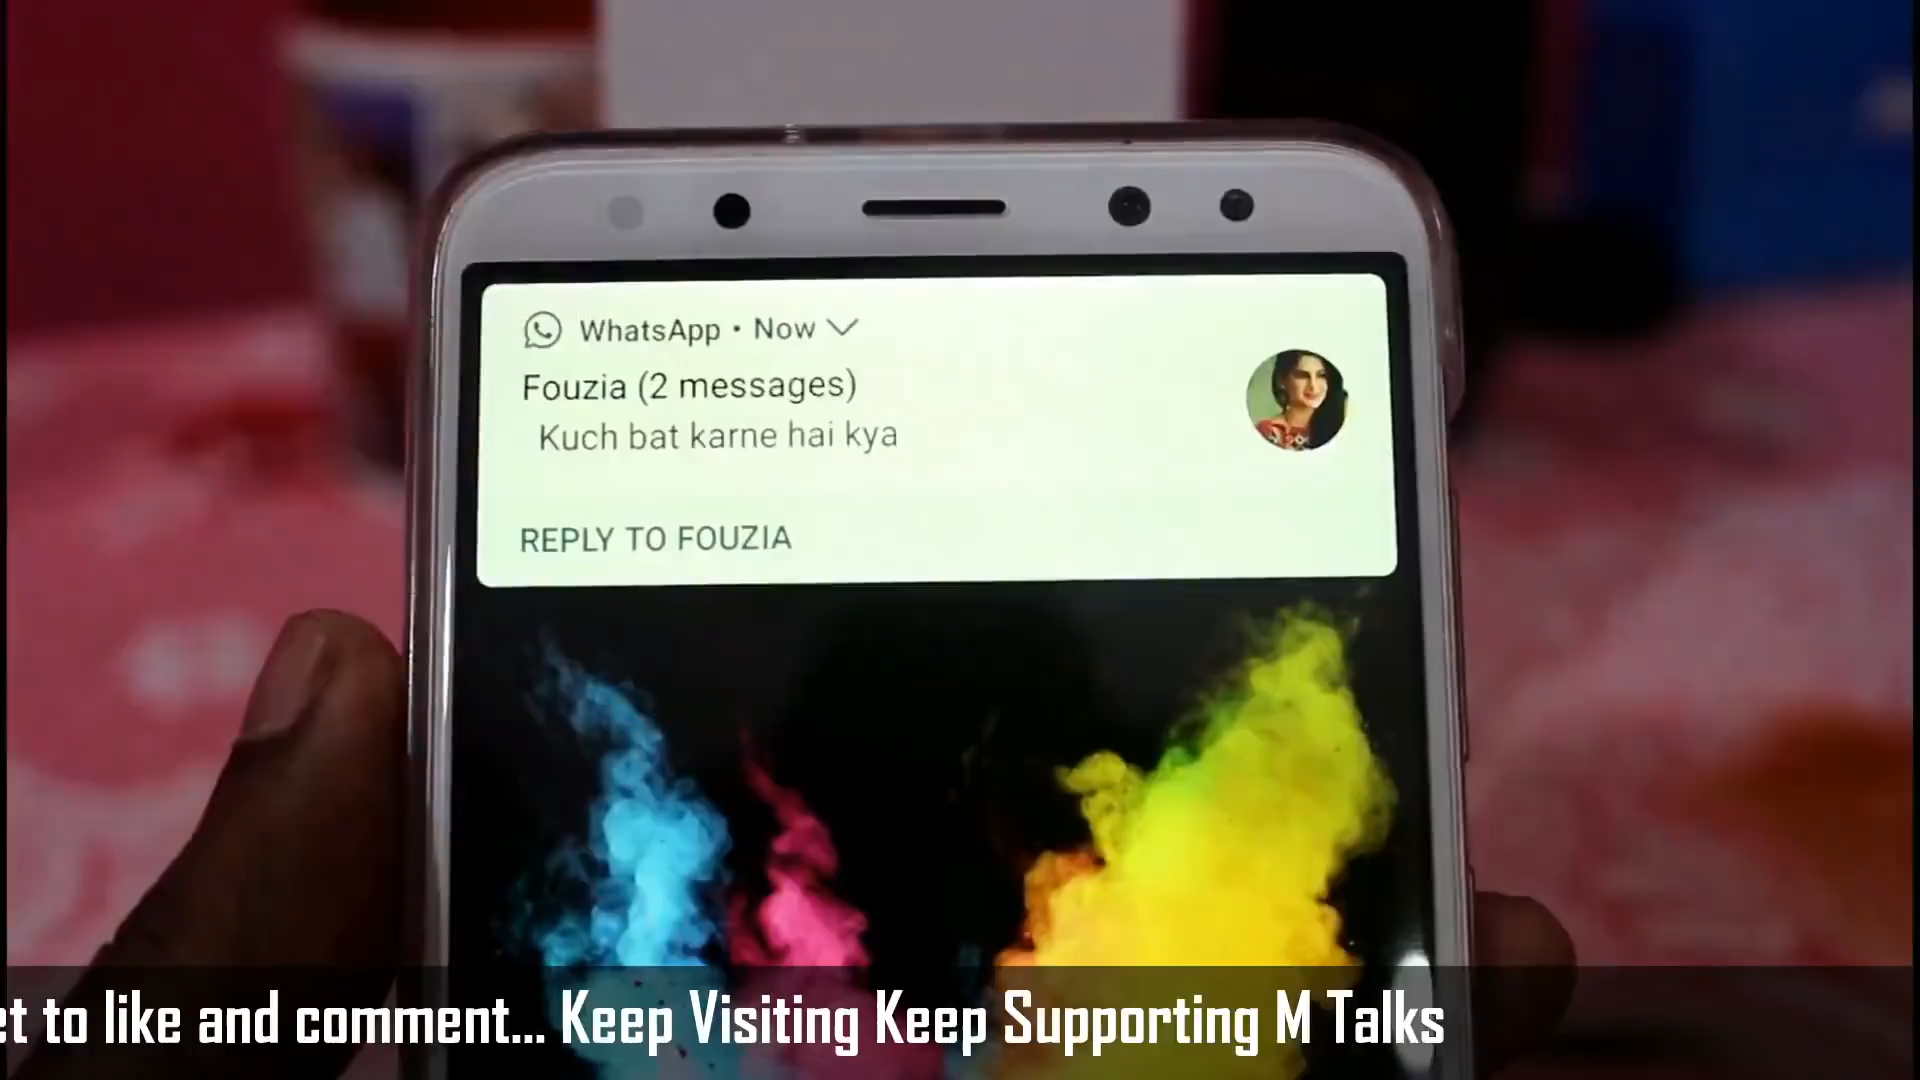 WhatsApp • Now
Fouzia (2 messages)
Kuch bat karne hai kya
REPLY TO FOUZIA
to like and comment... Keep Visiting Keep Supporting M Talks